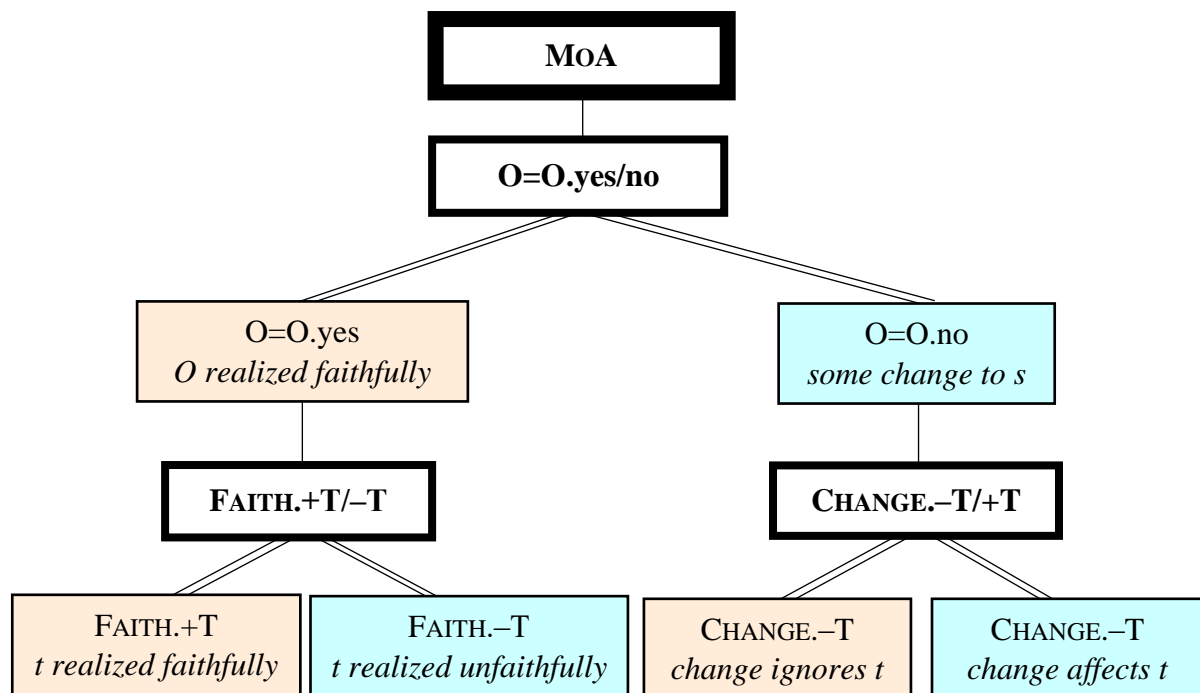 MOA
O=O.yes/no
O=O.yes
O realized faithfully
O=O.no
some change to s
FAITH.+T/–T
CHANGE.–T/+T
FAITH.+T
t realized faithfully
FAITH.–T
t realized unfaithfully
CHANGE.–T
change ignores t
CHANGE.–T
change affects t